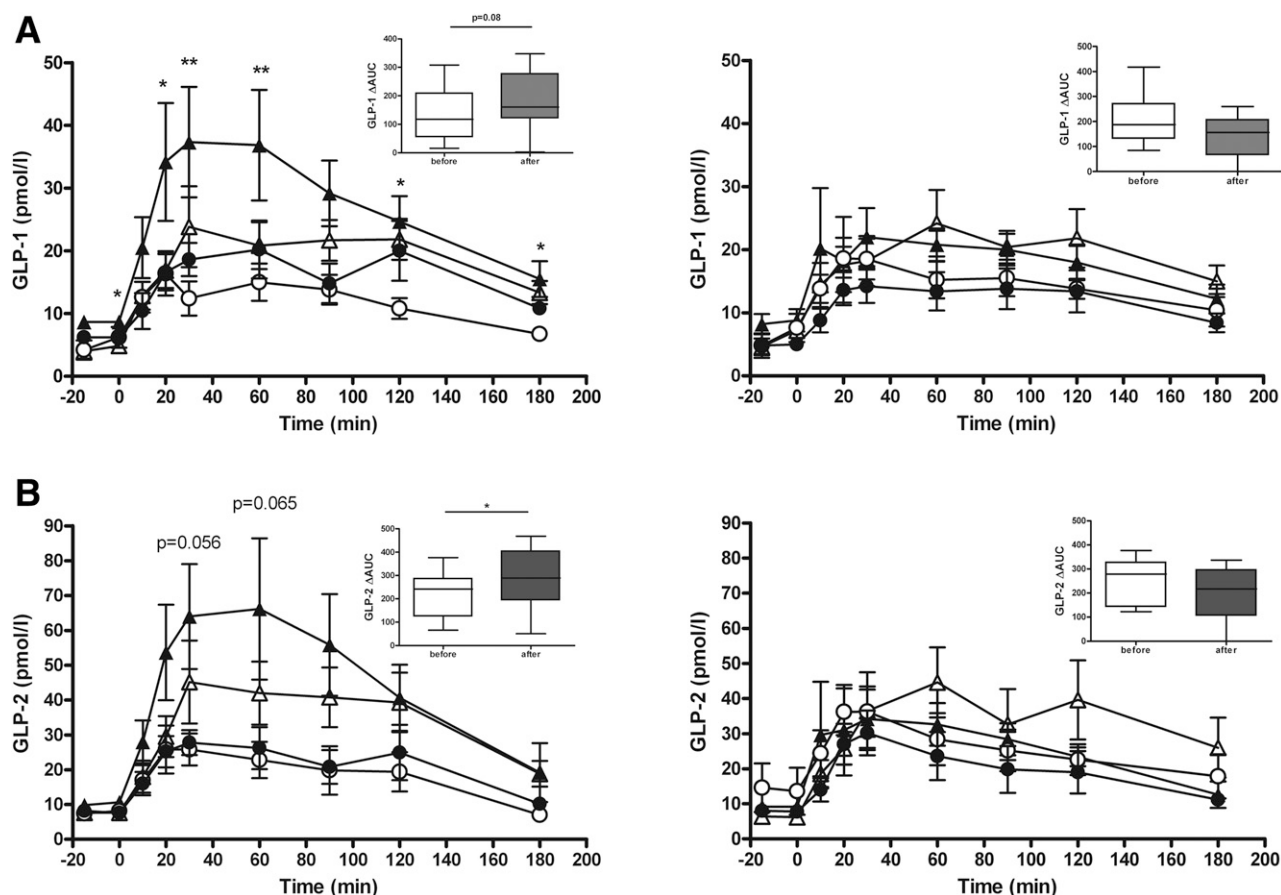 A
p=0.08
GLP-1 ΔAUC
400
300
200
100
0
before after
* ** **
* * *
GLP-1 (pmol/l)
50
40
30
20
10
0
-20 0 20 40 60 80 100 120 140 160 180 200
Time (min)
GLP-1 ΔAUC
500
400
300
200
100
0
before after
GLP-1 (pmol/l)
50
40
30
20
10
0
-20 0 20 40 60 80 100 120 140 160 180 200
Time (min)
B
p=0.065
p=0.056
*
GLP-2 ΔAUC
500
400
300
200
100
0
before after
GLP-2 (pmol/l)
90
80
70
60
50
40
30
20
10
0
-20 0 20 40 60 80 100 120 140 160 180 200
Time (min)
GLP-2 ΔAUC
500
400
300
200
100
0
before after
GLP-2 (pmol/l)
90
80
70
60
50
40
30
20
10
0
-20 0 20 40 60 80 100 120 140 160 180 200
Time (min)